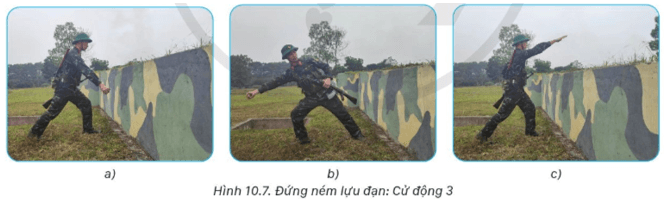 a)
b)
c)
Hình 10.7. Đứng ném lựu đạn: Cử động 3